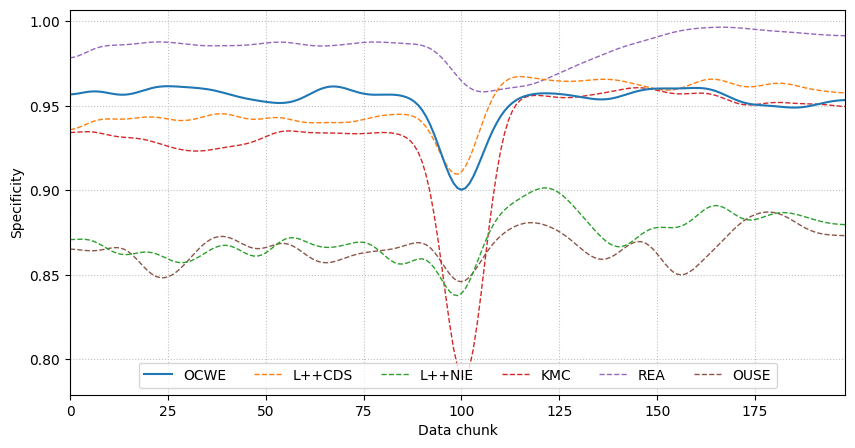 1.00
0.95
0.90
0.85
0.80
Specificity
OCWE L++CDS L++NIE KMC REA OUSE
0 25 50 75 100 125 150 175
Data chunk